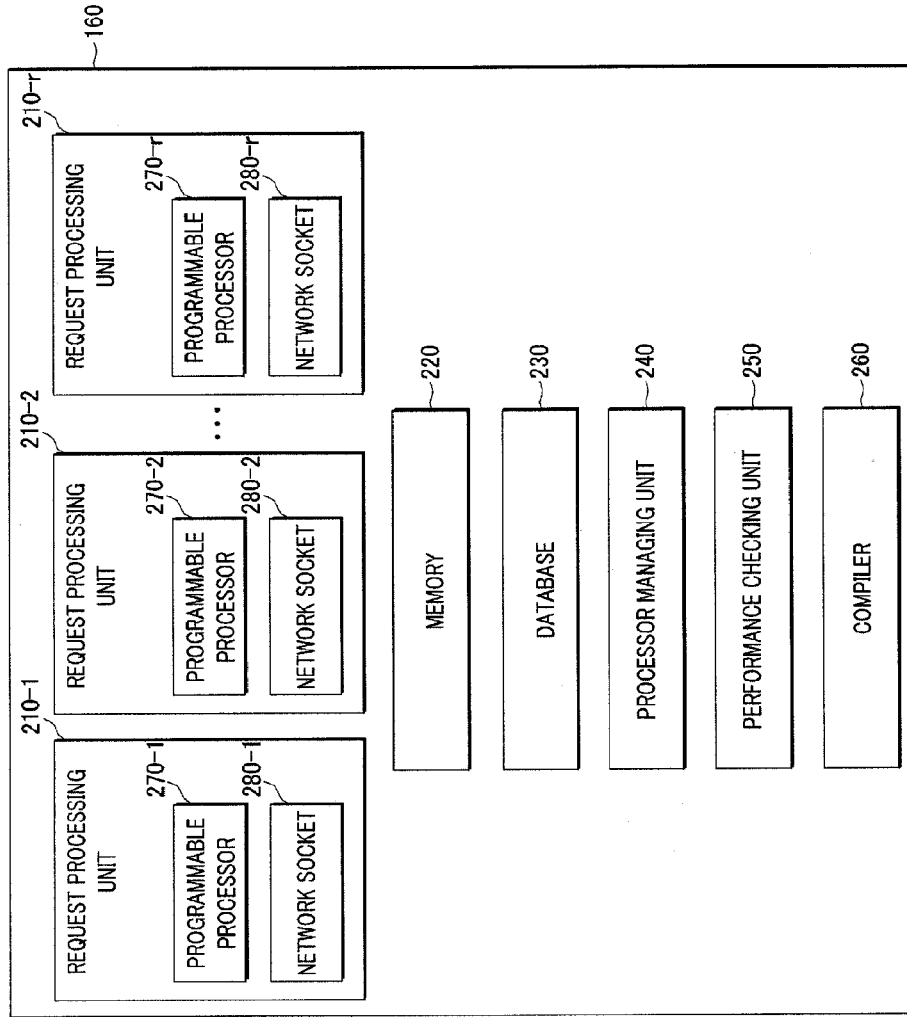 160
210-1
REQUEST PROCESSING
UNIT
270-1
PROGRAMMABLE
PROCESSOR
280-1
NETWORK SOCKET
210-2
REQUEST PROCESSING
UNIT
270-2
PROGRAMMABLE
PROCESSOR
280-2
NETWORK SOCKET
...
210-r
REQUEST PROCESSING
UNIT
270-r
PROGRAMMABLE
PROCESSOR
280-r
NETWORK SOCKET
MEMORY
220
DATABASE
230
PROCESSOR MANAGING UNIT
240
PERFORMANCE CHECKING UNIT
250
COMPILER
260